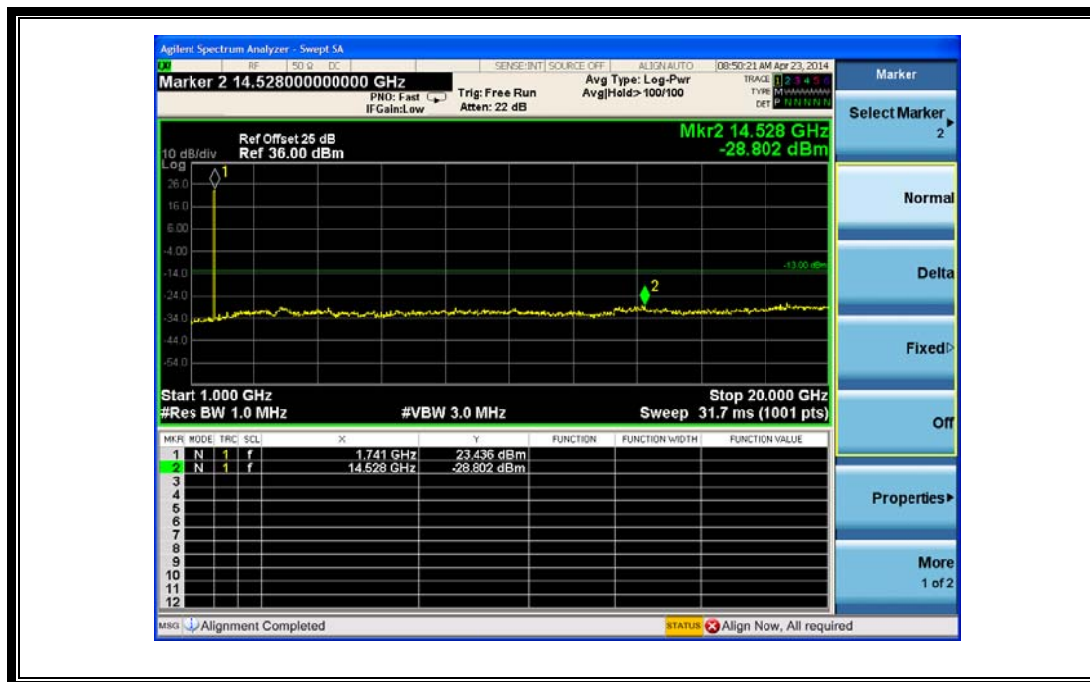 Agilent Spectrum Analyzer - Swept SA
RF 50 Ω DC SENSE:INT SOURCE OFF ALIGN AUTO 08:50:21 AM Apr 23, 2014
Marker 2 14.528000000000 GHz
PNO: Fast
IFGain:Low
Trig: Free Run
Atten: 22 dB
Avg Type: Log-Pwr
Avg|Hold:> 100/100
TRACE 1 2 3 4 5 6
TYPE M
DET P N N N N N
Mkr2 14.528 GHz
-28.802 dBm
Ref Offset 25 dB
10 dB/div Ref 36.00 dBm
Log
1
26.0
16.0
6.00
-4.00
-13.00 dBm
-14.0
2
-24.0
-34.0
-44.0
-54.0
Start 1.000 GHz Stop 20.000 GHz
#Res BW 1.0 MHz #VBW 3.0 MHz Sweep 31.7 ms (1001 pts)
MKR MODE TRC SCL X Y FUNCTION FUNCTION WIDTH FUNCTION VALUE
1 N 1 f 1.741 GHz 23.436 dBm
2 N 1 f 14.528 GHz -28.802 dBm
3
4
5
6
7
8
9
10
11
12
MSG Alignment Completed STATUS Align Now, All required
Marker
Select Marker
2
Normal
Delta
Fixed
Off
Properties
More
1 of 2